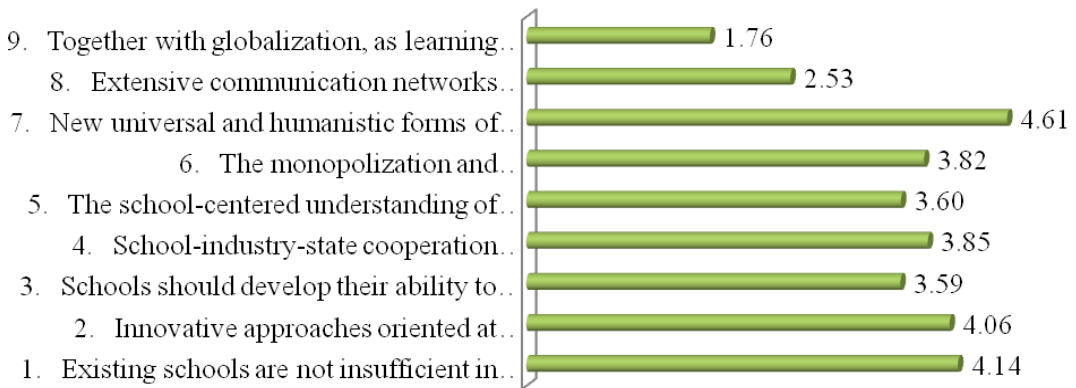 9. Together with globalization, as learning.. 1.76
8. Extensive communication networks.. 2.53
7. New universal and humanistic forms of.. 4.61
6. The monopolization and.. 3.82
5. The school-centered understanding of.. 3.60
4. School-industry-state cooperation.. 3.85
3. Schools should develop their ability to.. 3.59
2. Innovative approaches oriented at.. 4.06
1. Existing schools are not insufficient in.. 4.14